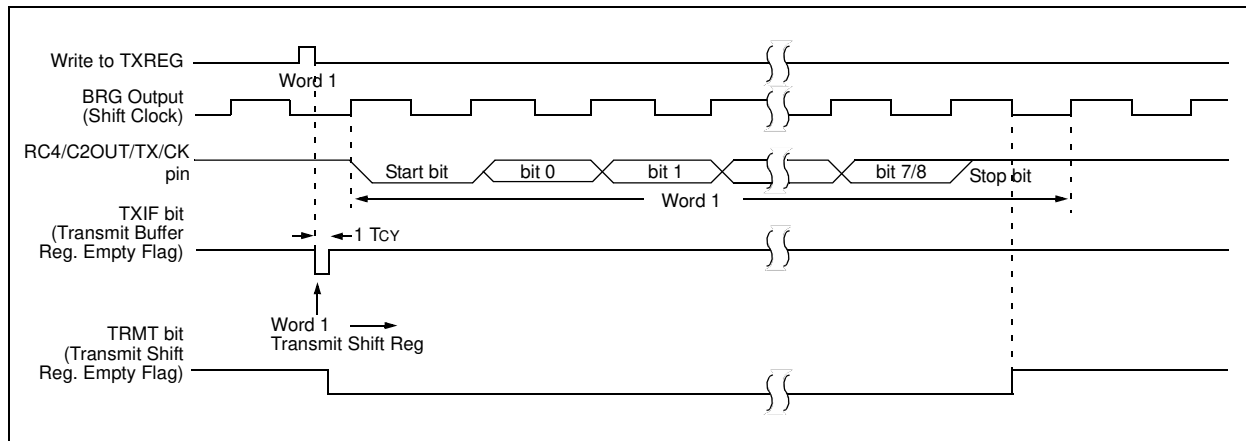 Write to TXREG
Word 1
BRG Output
(Shift Clock)
RC4/C2OUT/TX/CK
pin
Start bit
bit 0
bit 1
bit 7/8
Stop bit
Word 1
TXIF bit
(Transmit Buffer
Reg. Empty Flag)
1 TCY
Word 1
Transmit Shift Reg
TRMT bit
(Transmit Shift
Reg. Empty Flag)